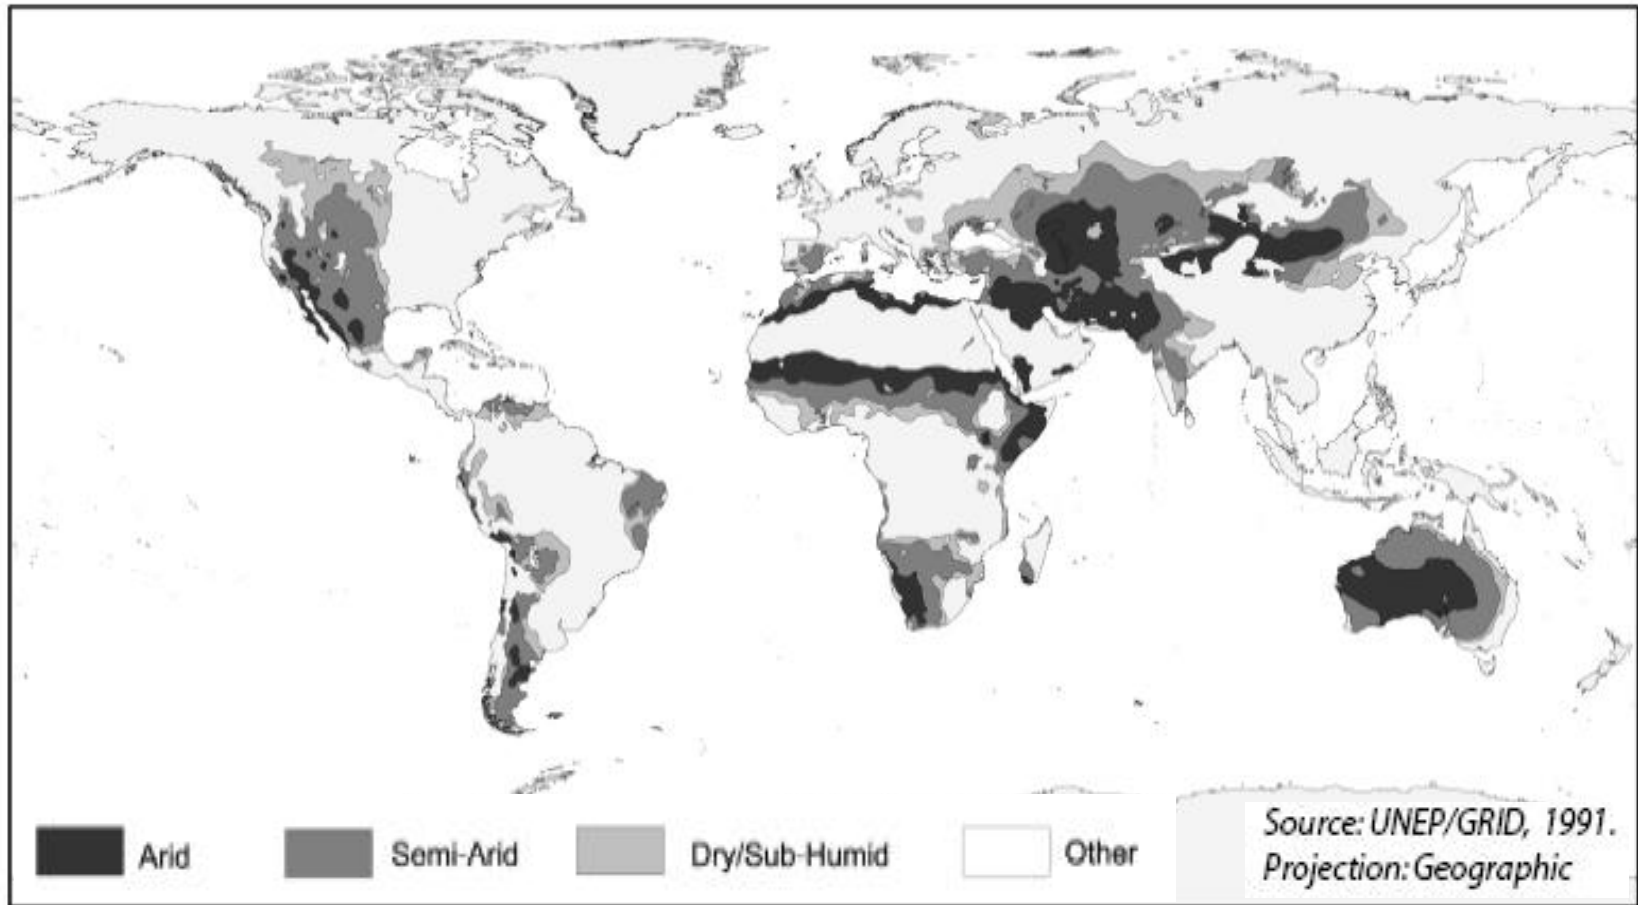 Arid
Semi-Arid
Dry/Sub-Humid
Other
Source: UNEP/GRID, 1991.
Projection: Geographic